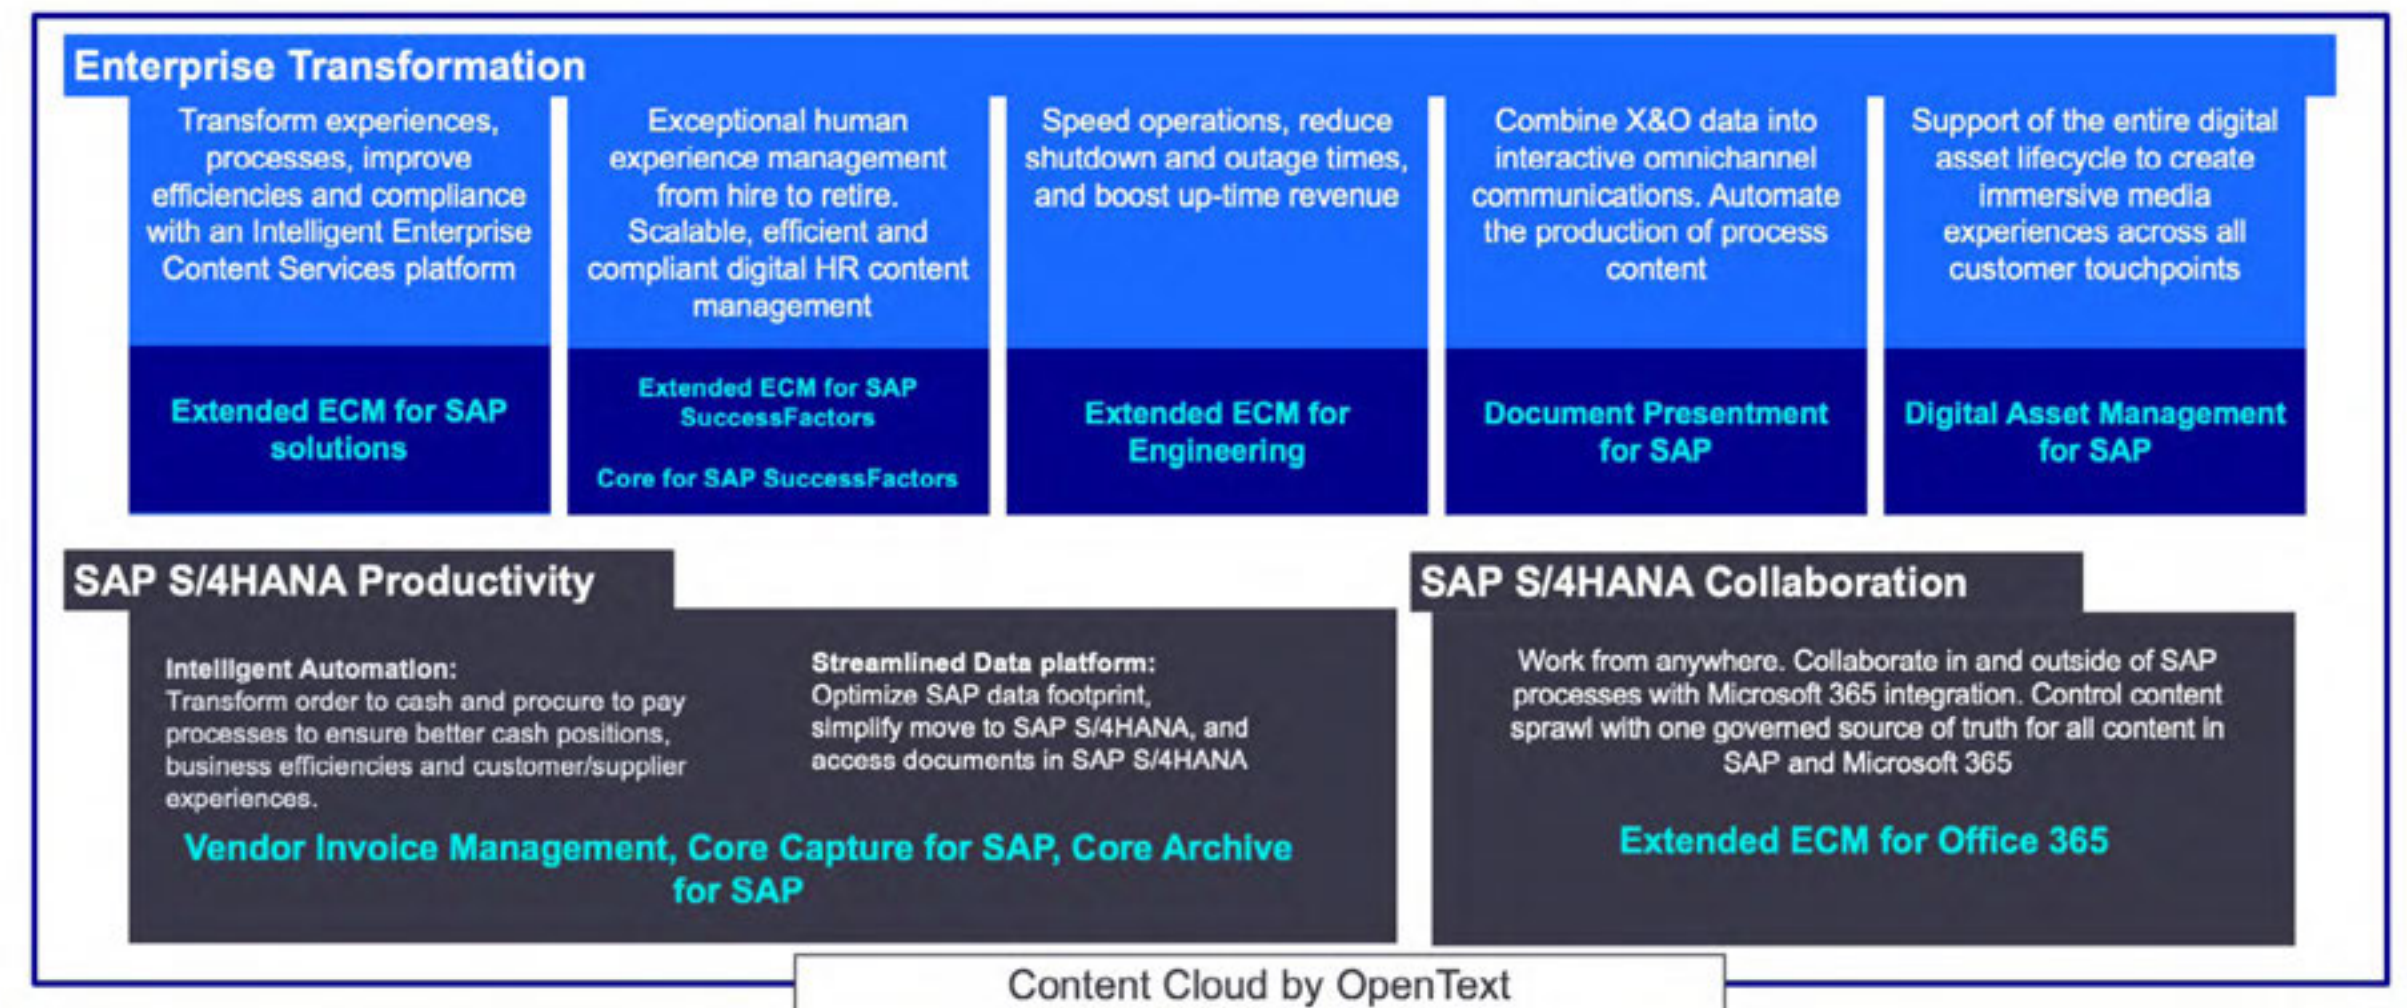 Enterprise Transformation
Transform experiences,
processes, improve
efficiencies and compliance
with an Intelligent Enterprise
Content Services platform
Extended ECM for SAP
solutions
Exceptional human
experience management
from hire to retire.
Scalable, efficient and
compliant digital HR content
management
Extended ECM for SAP
SuccessFactors
Core for SAP SuccessFactors
Speed operations, reduce
shutdown and outage times,
and boost up-time revenue
Extended ECM for
Engineering
Combine X&O data into
interactive omnichannel
communications. Automate
the production of process
content
Document Presentment
for SAP
Support of the entire digital
asset lifecycle to create
immersive media
experiences across all
customer touchpoints
Digital Asset Management
for SAP
SAP S/4HANA Productivity
Intelligent Automation:
Transform order to cash and procure to pay
processes to ensure better cash positions,
business efficiencies and customer/supplier
experiences.
Streamlined Data platform:
Optimize SAP data footprint,
simplify move to SAP S/4HANA, and
access documents in SAP S/4HANA
Vendor Invoice Management, Core Capture for SAP, Core Archive
for SAP
SAP S/4HANA Collaboration
Work from anywhere. Collaborate in and outside of SAP
processes with Microsoft 365 integration. Control content
sprawl with one governed source of truth for all content in
SAP and Microsoft 365
Extended ECM for Office 365
Content Cloud by OpenText